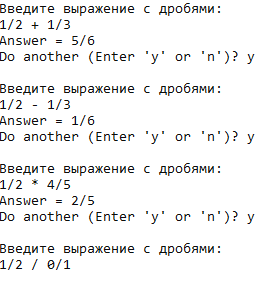 Введите выражение с дробями:
1/2 + 1/3
Answer = 5/6
Do another (Enter 'y' or 'n')? y
Введите выражение с дробями:
1/2 - 1/3
Answer = 1/6
Do another (Enter 'y' or 'n')? y
Введите выражение с дробями:
1/2 * 4/5
Answer = 2/5
Do another (Enter 'y' or 'n')? y
Введите выражение с дробями:
1/2 / 0/1